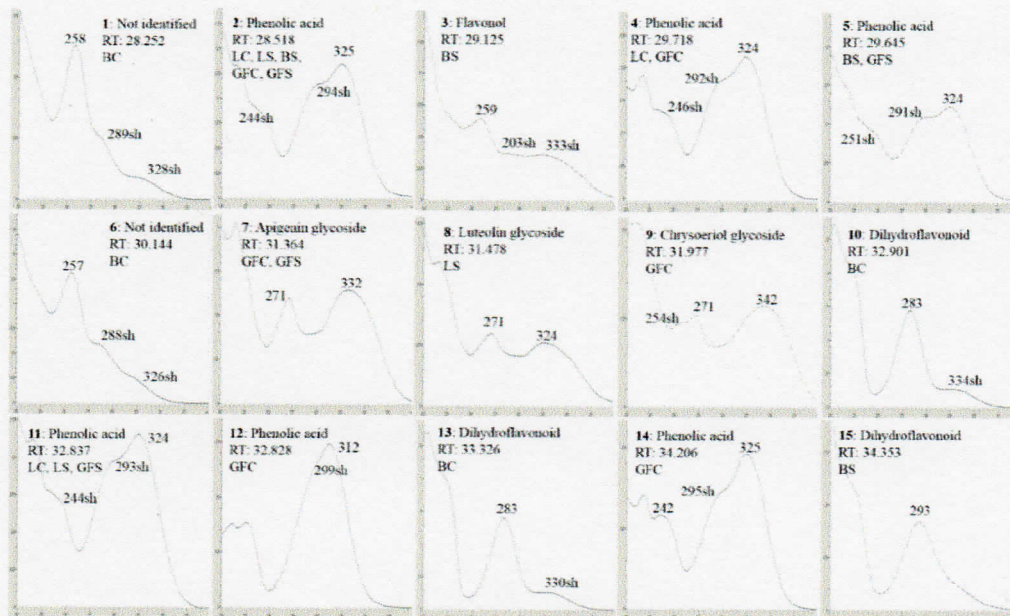 1: Not identified
RT: 28.252
BC
258
289sh
328sh
2: Phenolic acid
RT: 28.518
LC, LS, BS,
GFC, GFS
325
294sh
244sh
3: Flavonol
RT: 29.125
BS
259
203sh
333sh
4: Phenolic acid
RT: 29.718
LC, GFC
324
292sh
246sh
5: Phenolic acid
RT: 29.645
BS, GFS
324
291sh
251sh
6: Not identified
RT: 30.144
BC
257
288sh
326sh
7: Apigenin glycoside
RT: 31.364
GFC, GFS
271
332
8: Luteolin glycoside
RT: 31.478
LS
271
324
9: Chrysoeriol glycoside
RT: 31.977
GFC
254sh
271
342
10: Dihydroflavonoid
RT: 32.901
BC
283
334sh
11: Phenolic acid
RT: 32.837
LC, LS, GFS
324
293sh
244sh
12: Phenolic acid
RT: 32.828
GFC
312
299sh
13: Dihydroflavonoid
RT: 33.326
BC
283
330sh
14: Phenolic acid
RT: 34.206
GFC
325
295sh
242
15: Dihydroflavonoid
RT: 34.353
BS
293